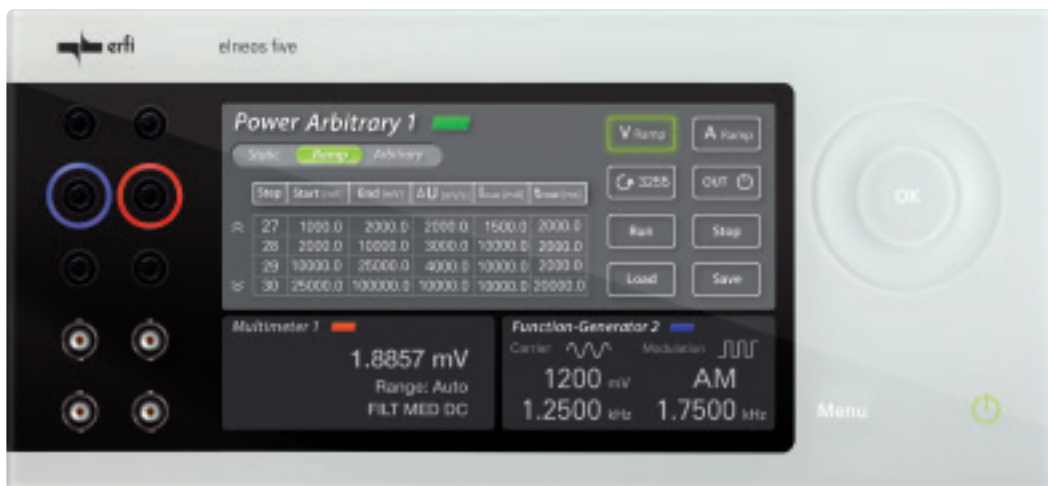 erfi elneos five
Power Arbitrary 1
Static Ramp Arbitrary
V Ramp A Ramp
3255 OUT
Step Start End [mV] ΔU
27 1000.0 2000.0 2000.0 1500.0 2000.0
28 2000.0 10000.0 3000.0 10000.0 2000.0
29 10000.0 25000.0 4000.0 10000.0 2000.0
30 25000.0 100000.0 10000.0 10000.0 20000.0
Run Stop
Load Save
OK
Multimeter 1
1.8857 mV
Range: Auto
FILT MED DC
Function-Generator 2
Carrier Modulation
1200 mV AM
1.2500 kHz 1.7500 kHz
Menu